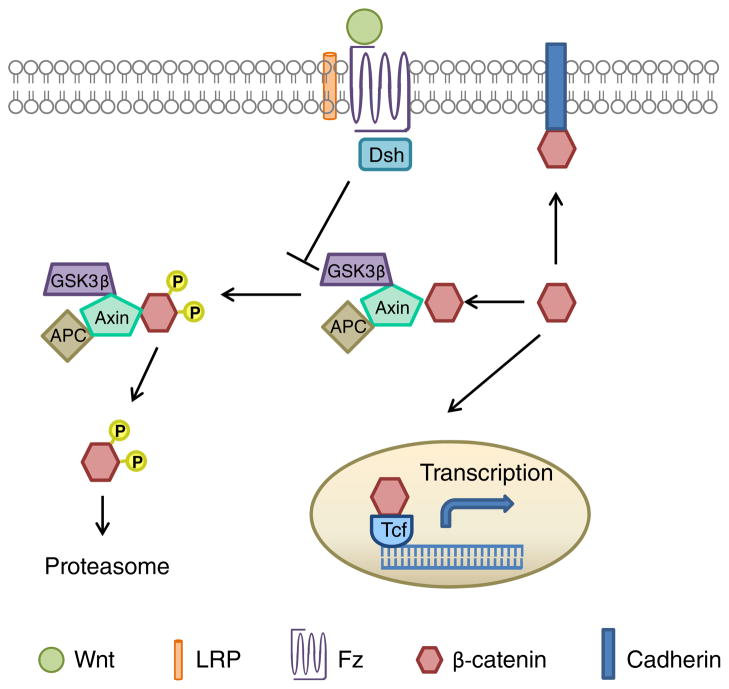 Dsh
GSK3β
P
GSK3β
Axin
P
Axin
APC
APC
P
P
Transcription
Tcf
Proteasome
Wnt
LRP
Fz
β-catenin
Cadherin